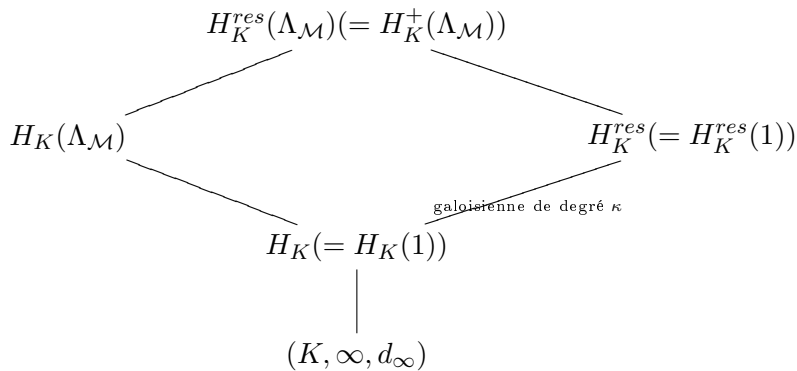 $H_K^{res}(\Lambda_{\mathcal{M}})(= H_K^{+}(\Lambda_{\mathcal{M}}))$
$H_K(\Lambda_{\mathcal{M}})$
$H_K^{res}(= H_K^{res}(1))$
galoisienne de degré $\kappa$
$H_K(= H_K(1))$
$(K, \infty, d_\infty)$